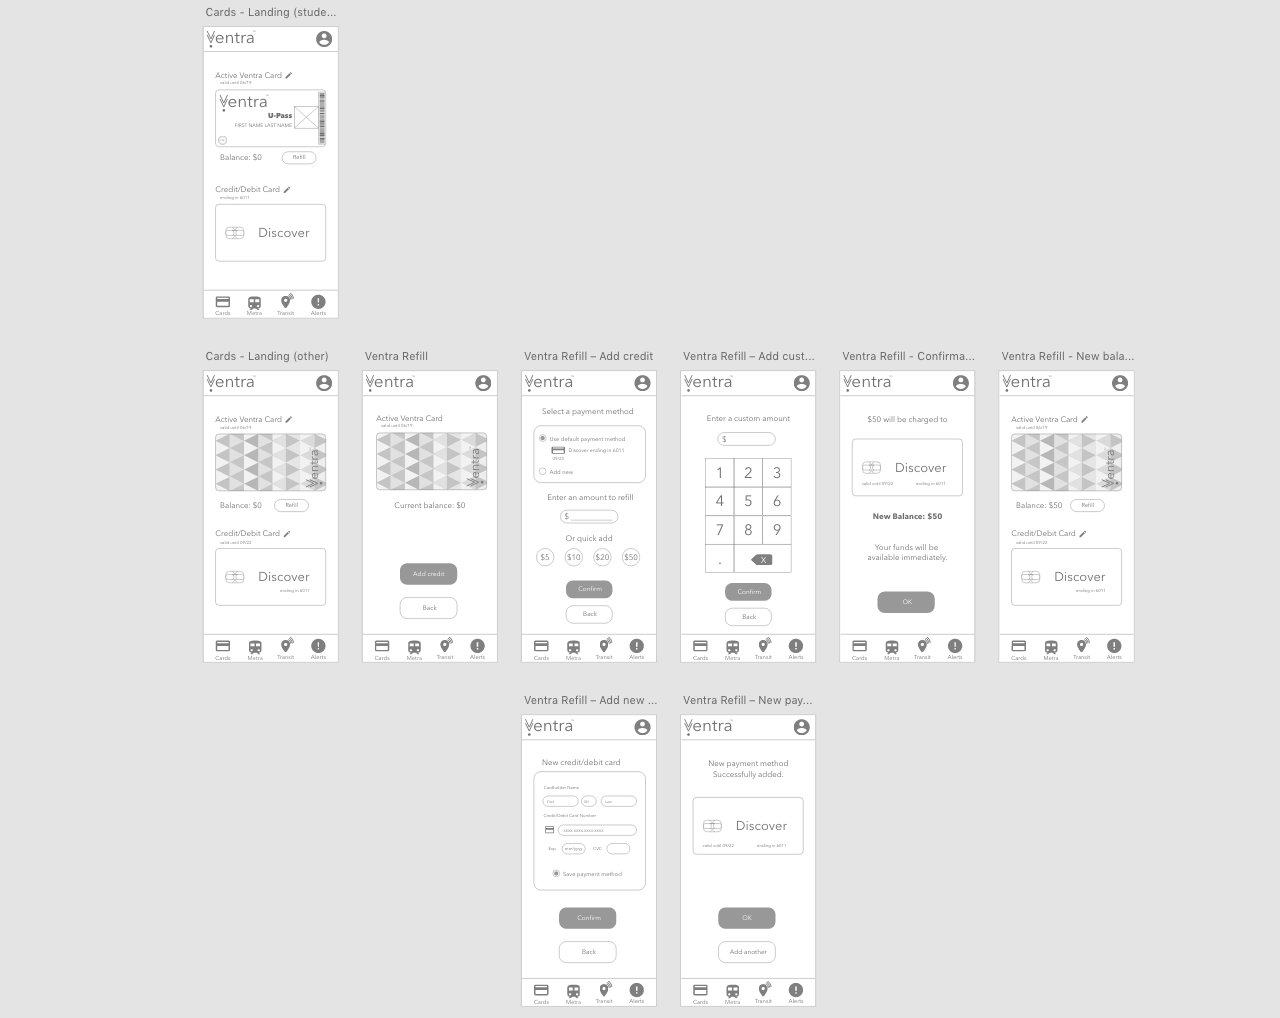 Cards - Landing (stude...
Ventra
Active Ventra Card
valid until 06/19
Ventra
U-Pass
FIRST NAME LAST NAME
Balance: $0
Refill
Credit/Debit Card
ending in 6011
Discover
Cards
Metra
Transit
Alerts
Cards - Landing (other)
Ventra
Active Ventra Card
valid until 06/19
Ventra
Balance: $0
Refill
Credit/Debit Card
valid until 09/22
Discover
ending in 6011
Cards
Metra
Transit
Alerts
Ventra Refill
Ventra
Active Ventra Card
valid until 06/19
Ventra
Current balance: $0
Add credit
Back
Cards
Metra
Transit
Alerts
Ventra Refill – Add credit
Ventra
Select a payment method
Use default payment method
Discover ending in 6011
09/22
Add new
Enter an amount to refill
$ ___________
Or quick add
$5 $10 $20 $50
Confirm
Back
Cards
Metra
Transit
Alerts
Ventra Refill – Add cust...
Ventra
Enter a custom amount
$
1 2 3
4 5 6
7 8 9
. X
Confirm
Back
Cards
Metra
Transit
Alerts
Ventra Refill - Confirma...
Ventra
$50 will be charged to
Discover
valid until 09/22
ending in 6011
New Balance: $50
Your funds will be
available immediately.
OK
Cards
Metra
Transit
Alerts
Ventra Refill - New bala...
Ventra
Active Ventra Card
valid until 06/19
Ventra
Balance: $50
Refill
Credit/Debit Card
valid until 09/22
Discover
ending in 6011
Cards
Metra
Transit
Alerts
Ventra Refill – Add new ...
Ventra
New credit/debit card
Cardholder Name
First
MI
Last
Credit/Debit Card Number
xxxx-xxxx-xxxx-xxxx
Exp.
mm/yyyy
CVC
Save payment method
Confirm
Back
Cards
Metra
Transit
Alerts
Ventra Refill – New pay...
Ventra
New payment method
Successfully added.
Discover
valid until 09/22
ending in 6011
OK
Add another
Cards
Metra
Transit
Alerts